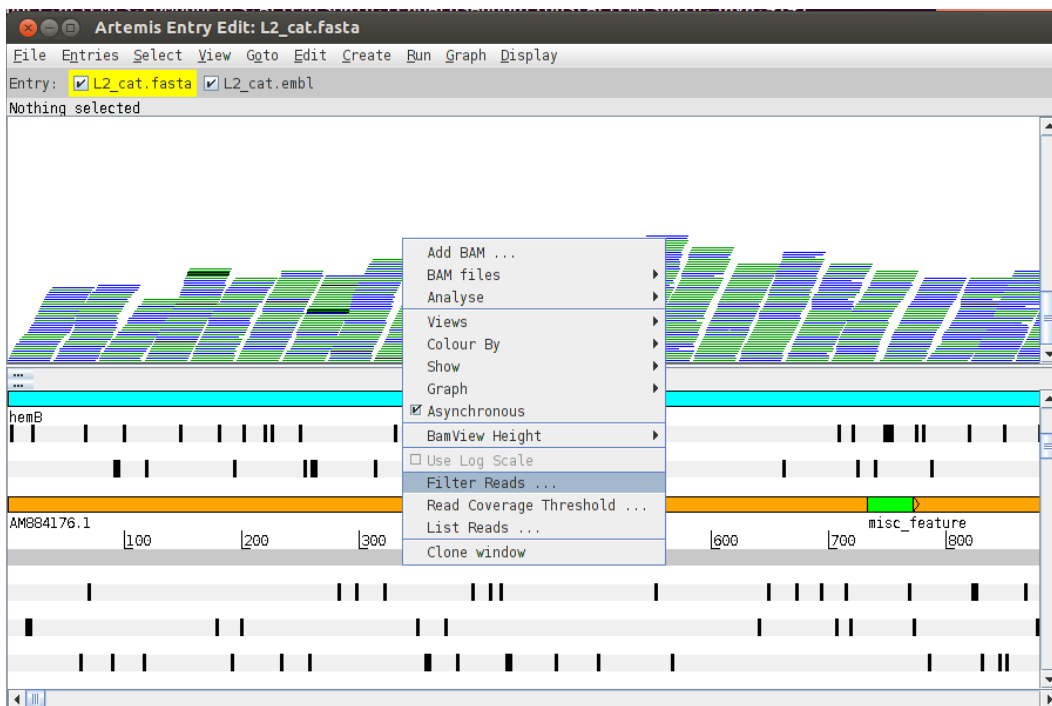 Artemis Entry Edit: L2_cat.fasta
File Entries Select View Goto Edit Create Run Graph Display
Entry: L2_cat.fasta L2_cat.embl
Nothing selected
Add BAM ...
BAM files
Analyse
Views
Colour By
Show
Graph
Asynchronous
BamView Height
Use Log Scale
Filter Reads ...
Read Coverage Threshold ...
List Reads ...
Clone window
hemB
AM884176.1 misc_feature
100 200 300 600 700 800